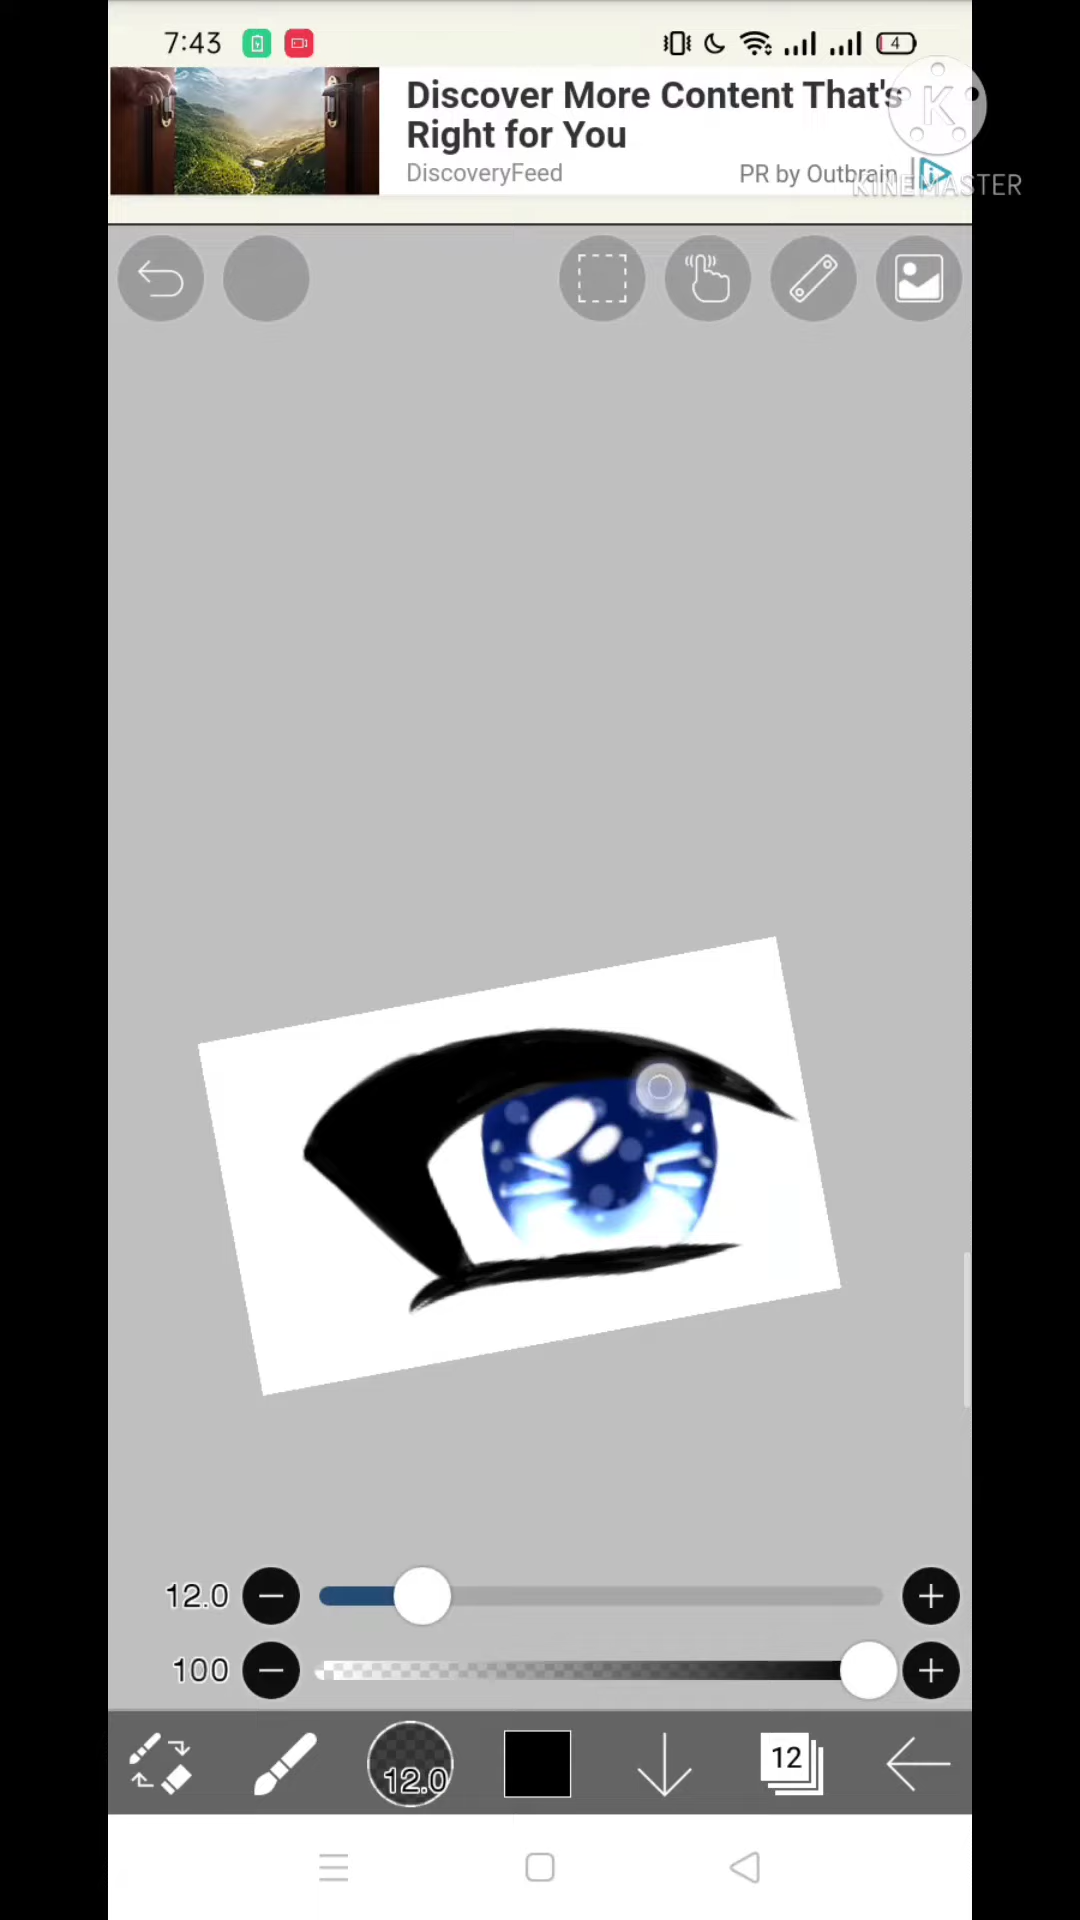 7:43
4
Discover More Content That's
Right for You
DiscoveryFeed
PR by Outbrain
K
KINEMASTER
12.0
100
12.0
12